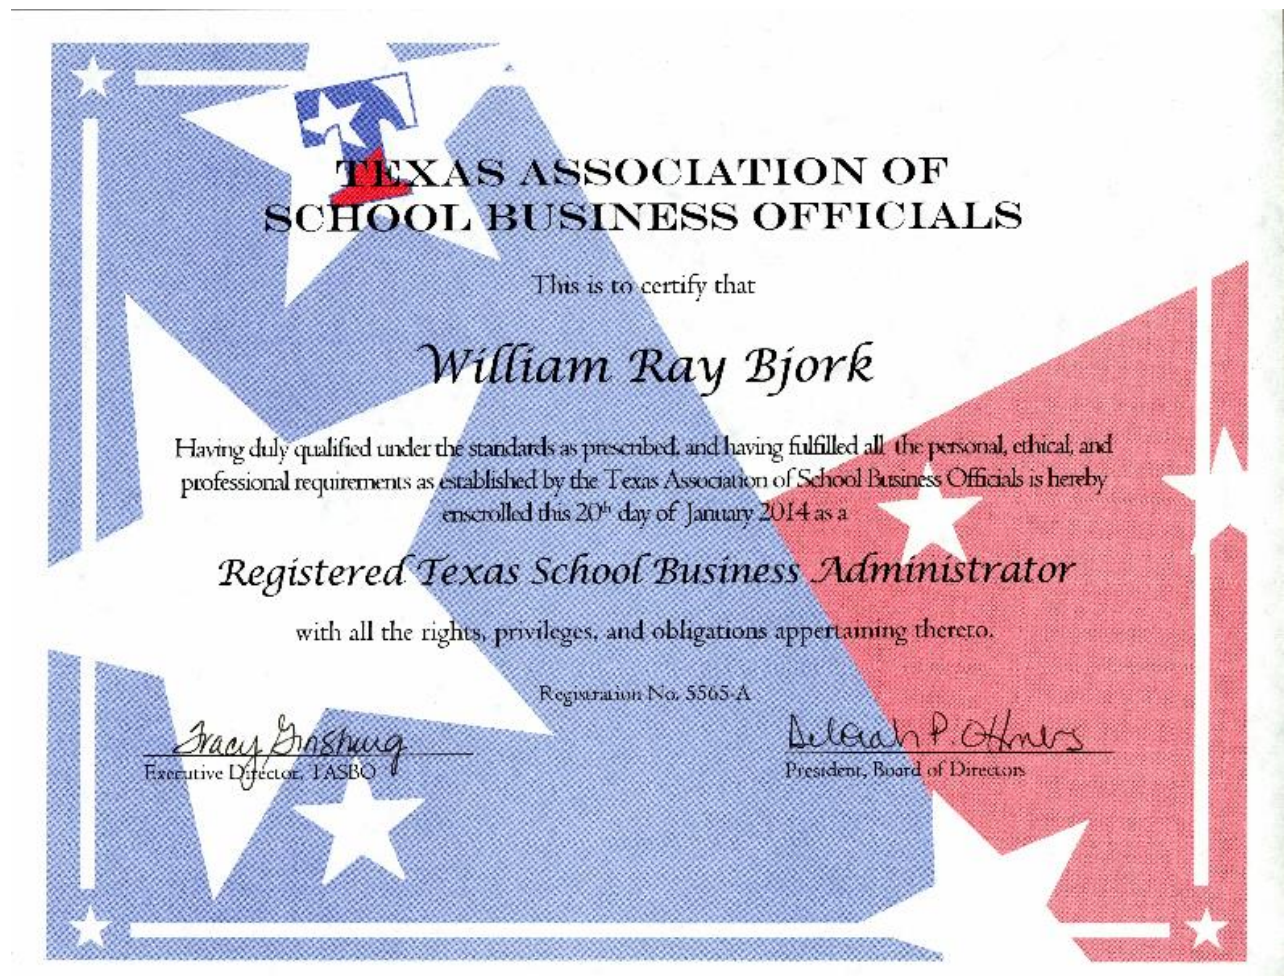 TEXAS ASSOCIATION OF
SCHOOL BUSINESS OFFICIALS
This is to certify that
William Ray Bjork
Having duly qualified under the standards as prescribed, and having fulfilled all the personal, ethical, and
professional requirements as established by the Texas Association of School Business Officials is hereby
enscrolled this 20th day of January 2014 as a
Registered Texas School Business Administrator
with all the rights, privileges, and obligations appertaining thereto.
Registration No. 5565-A
Tracy Ginsburg
Deborah P.
Executive Director, TASBO
President, Board of Directors